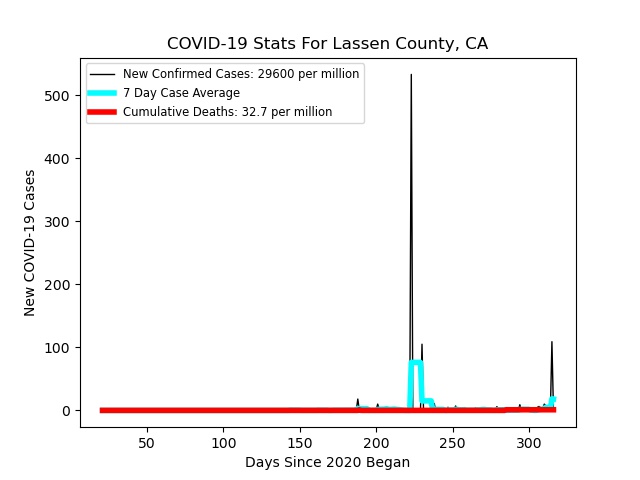 COVID-19 Stats For Lassen County, CA
New Confirmed Cases: 29600 per million
7 Day Case Average
Cumulative Deaths: 32.7 per million
New COVID-19 Cases
500
400
300
200
100
0
50 100 150 200 250 300
Days Since 2020 Began